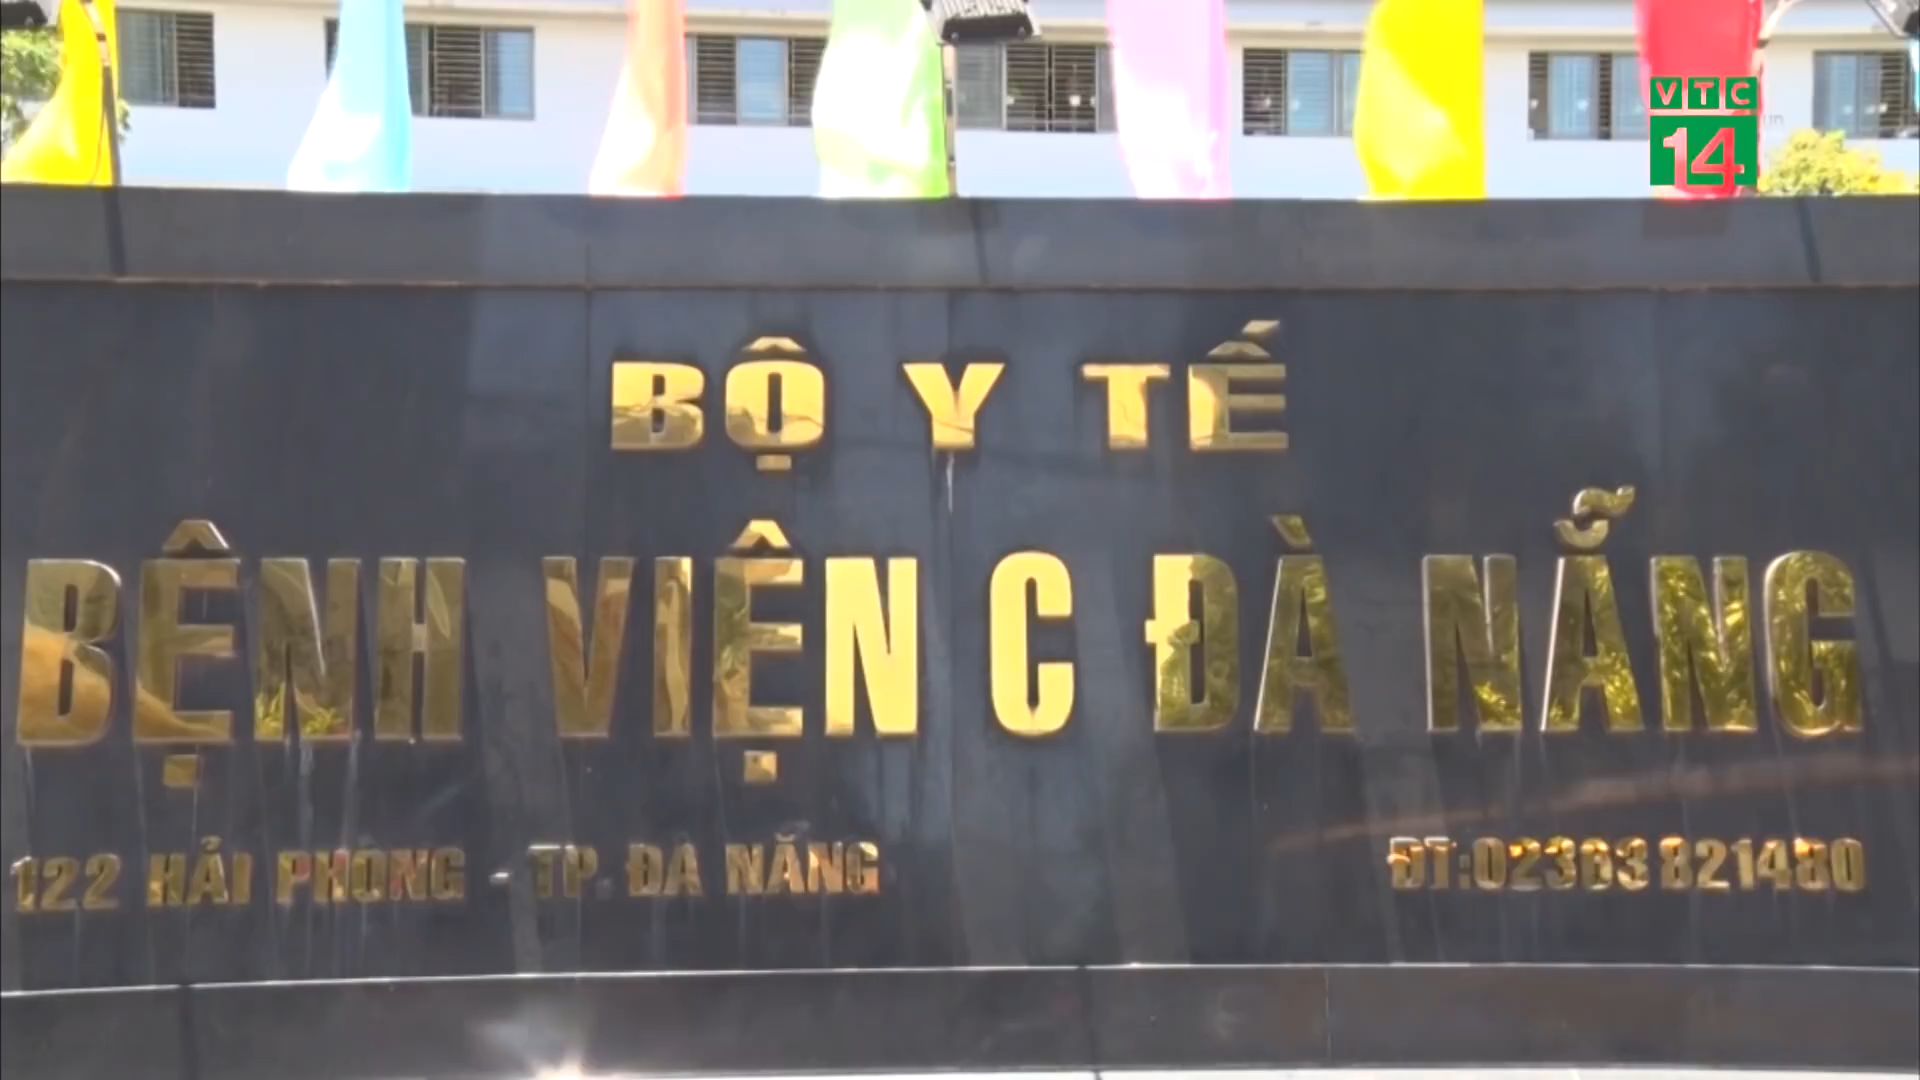 VTC
14
BỘ Y TẾ
BỆNH VIỆN C ĐÀ NẴNG
122 HẢI PHÒNG - TP. ĐÀ NẴNG
ĐT:02363 821480